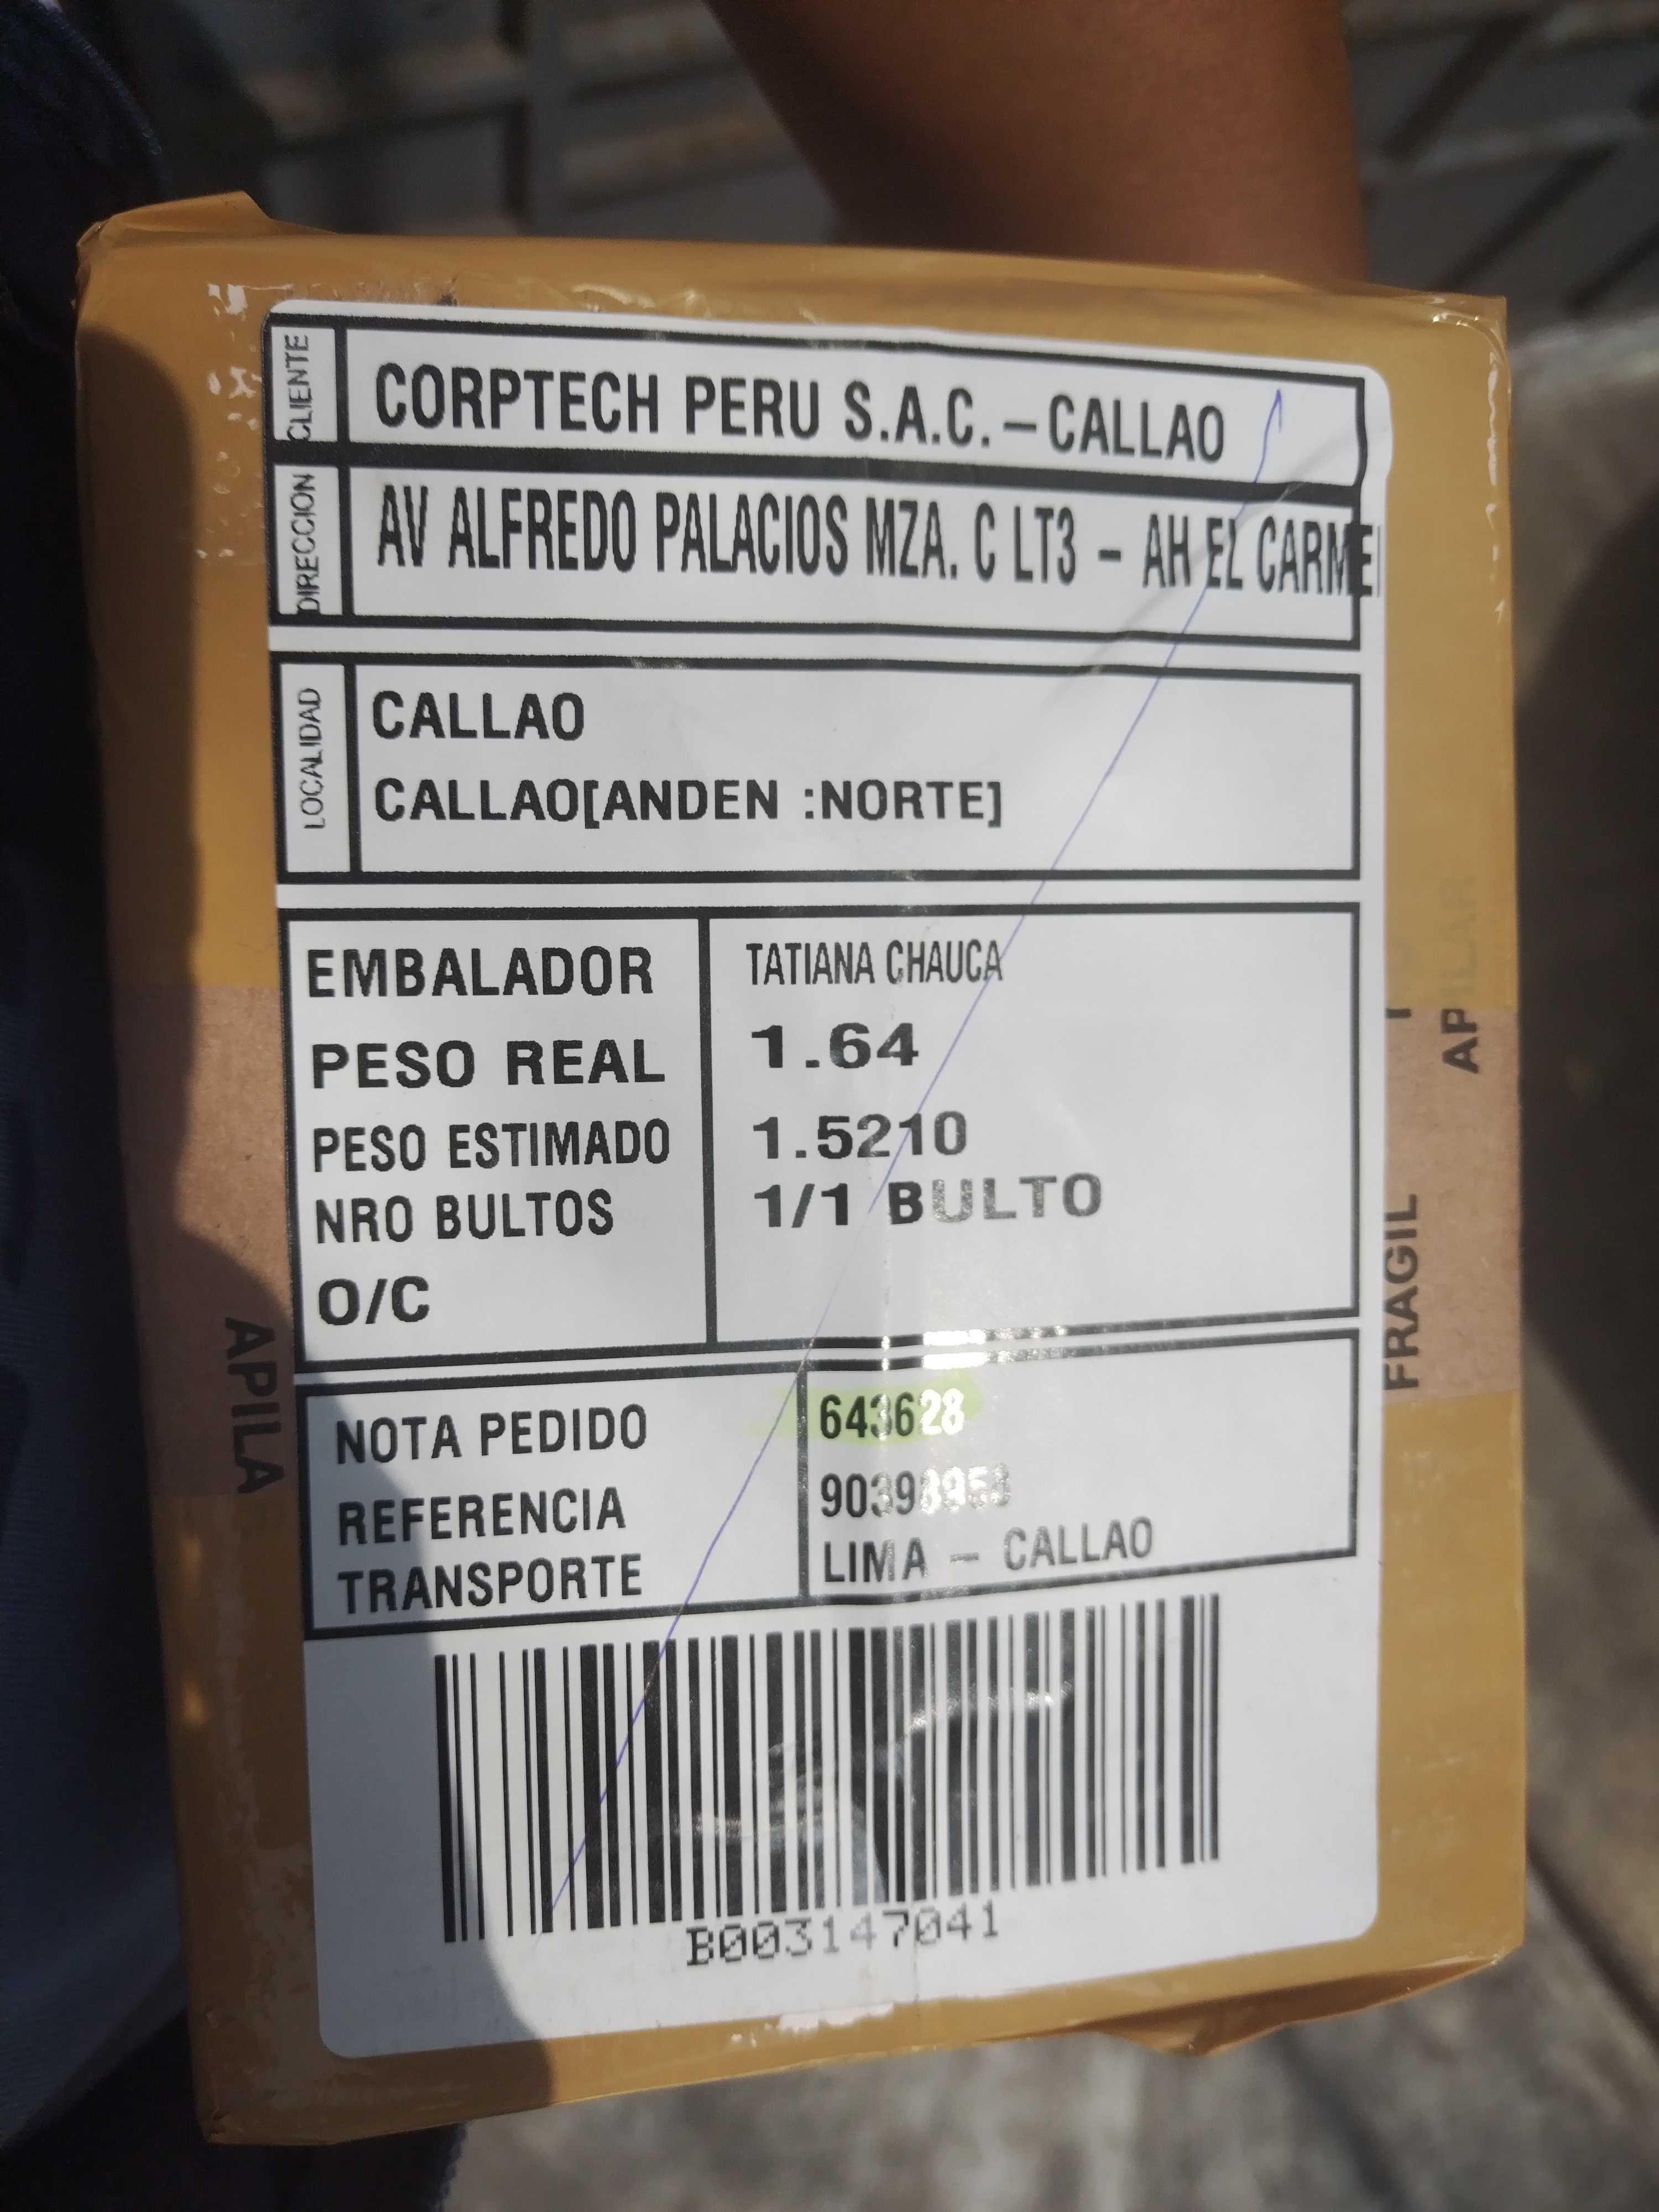 CLIENTE
CORPTECH PERU S.A.C. – CALLAO
DIRECCION
AV ALFREDO PALACIOS MZA. C LT3 – AH EL CARME
LOCALIDAD
CALLAO
CALLAO[ANDEN :NORTE]
EMBALADOR TATIANA CHAUCA
PESO REAL 1.64
PESO ESTIMADO 1.5210
NRO BULTOS 1/1 BULTO
O/C
NOTA PEDIDO 643628
REFERENCIA
TRANSPORTE LIMA – CALLAO
B003147041
APILA
FRAGIL
APILAR